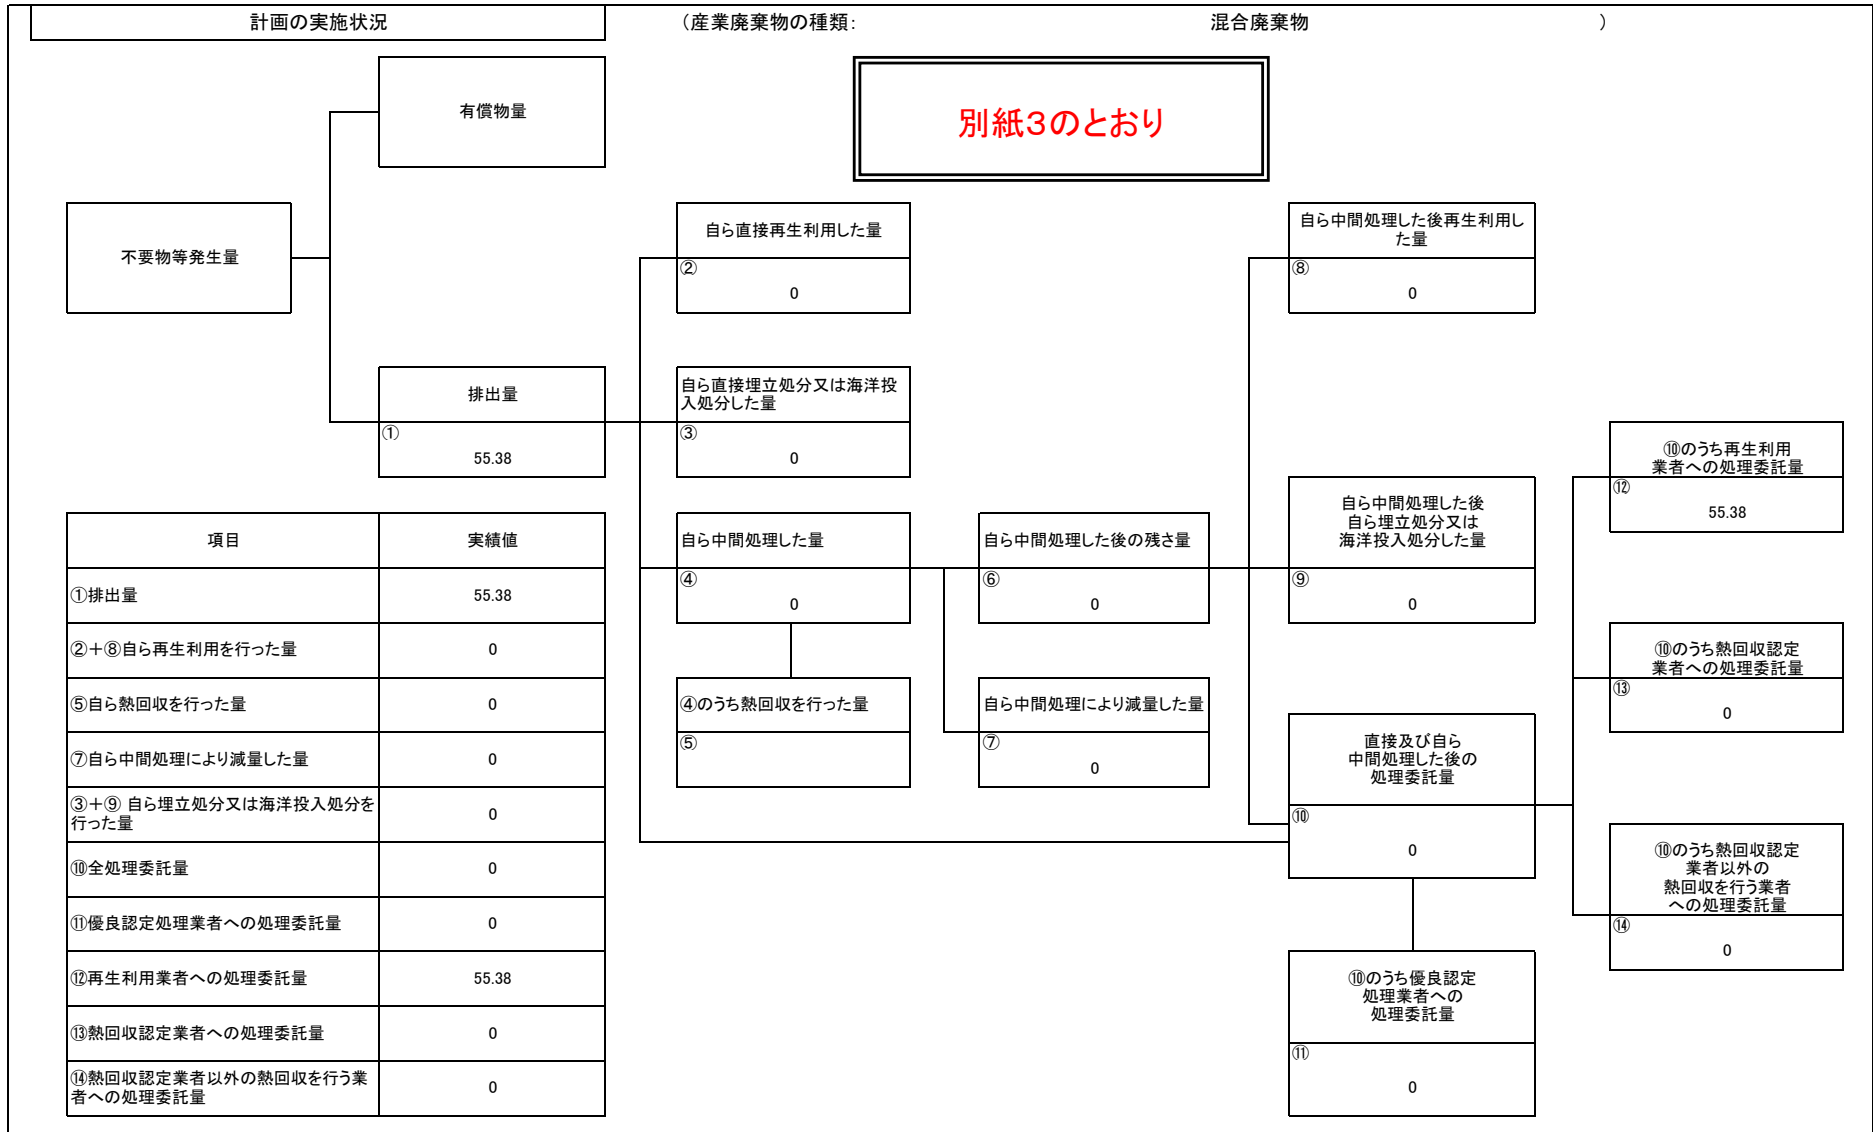 計画の実施状況
（産業廃棄物の種類： 混合廃棄物 ）
有償物量
別紙3のとおり
不要物等発生量
自ら直接再生利用した量
②
0
自ら中間処理した後再生利用し
た量
⑧
0
排出量
①
55.38
自ら直接埋立処分又は海洋投
入処分した量
③
0
⑩のうち再生利用
業者への処理委託量
⑫
55.38
自ら中間処理した量
④
0
自ら中間処理した後の残さ量
⑥
0
自ら中間処理した後
自ら埋立処分又は
海洋投入処分した量
⑨
0
⑩のうち熱回収認定
業者への処理委託量
⑬
0
④のうち熱回収を行った量
⑤
自ら中間処理により減量した量
⑦
0
直接及び自ら
中間処理した後の
処理委託量
⑩
0
⑩のうち熱回収認定
業者以外の
熱回収を行う業者
への処理委託量
⑭
0
⑩のうち優良認定
処理業者への
処理委託量
⑪
0
項目 実績値
①排出量 55.38
②＋⑧自ら再生利用を行った量 0
⑤自ら熱回収を行った量 0
⑦自ら中間処理により減量した量 0
③＋⑨ 自ら埋立処分又は海洋投入処分を
行った量 0
⑩全処理委託量 0
⑪優良認定処理業者への処理委託量 0
⑫再生利用業者への処理委託量 55.38
⑬熱回収認定業者への処理委託量 0
⑭熱回収認定業者以外の熱回収を行う業
者への処理委託量 0